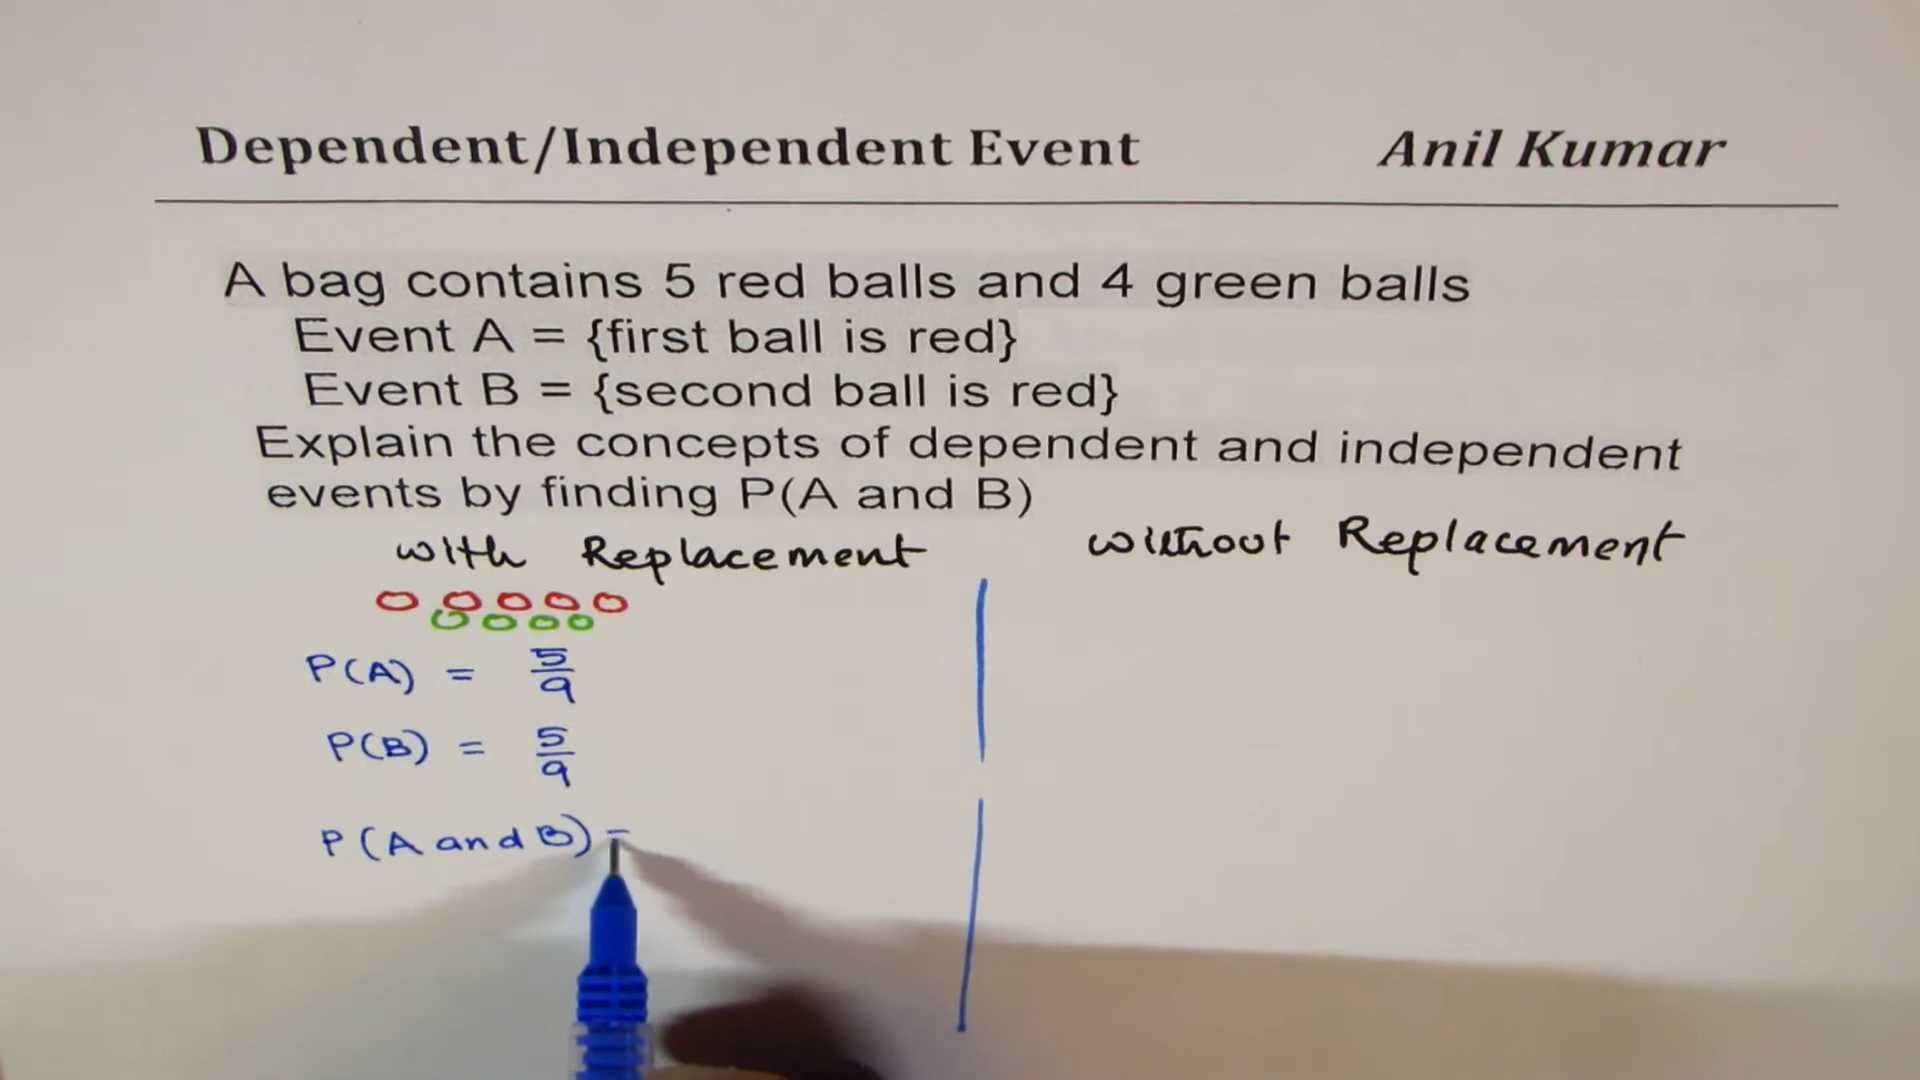 Dependent/Independent Event Anil Kumar
A bag contains 5 red balls and 4 green balls
Event A = {first ball is red}
Event B = {second ball is red}
Explain the concepts of dependent and independent
events by finding P(A and B)
with Replacement without Replacement
P(A) = 5/9
P(B) = 5/9
P(A and B) =